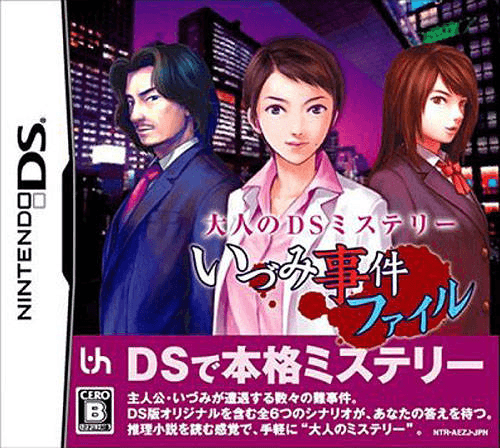 NINTENDO DS
大人のDSミステリー
いづみ事件
ファイル
DSで本格ミステリー
主人公・いづみが遭遇する数々の難事件。
DS版オリジナルを含む全6つのシナリオが、あなたの答えを待つ。
推理小説を読む感覚で、手軽に“大人のミステリー”。
CERO
B
NTR-AEZJ-JPN